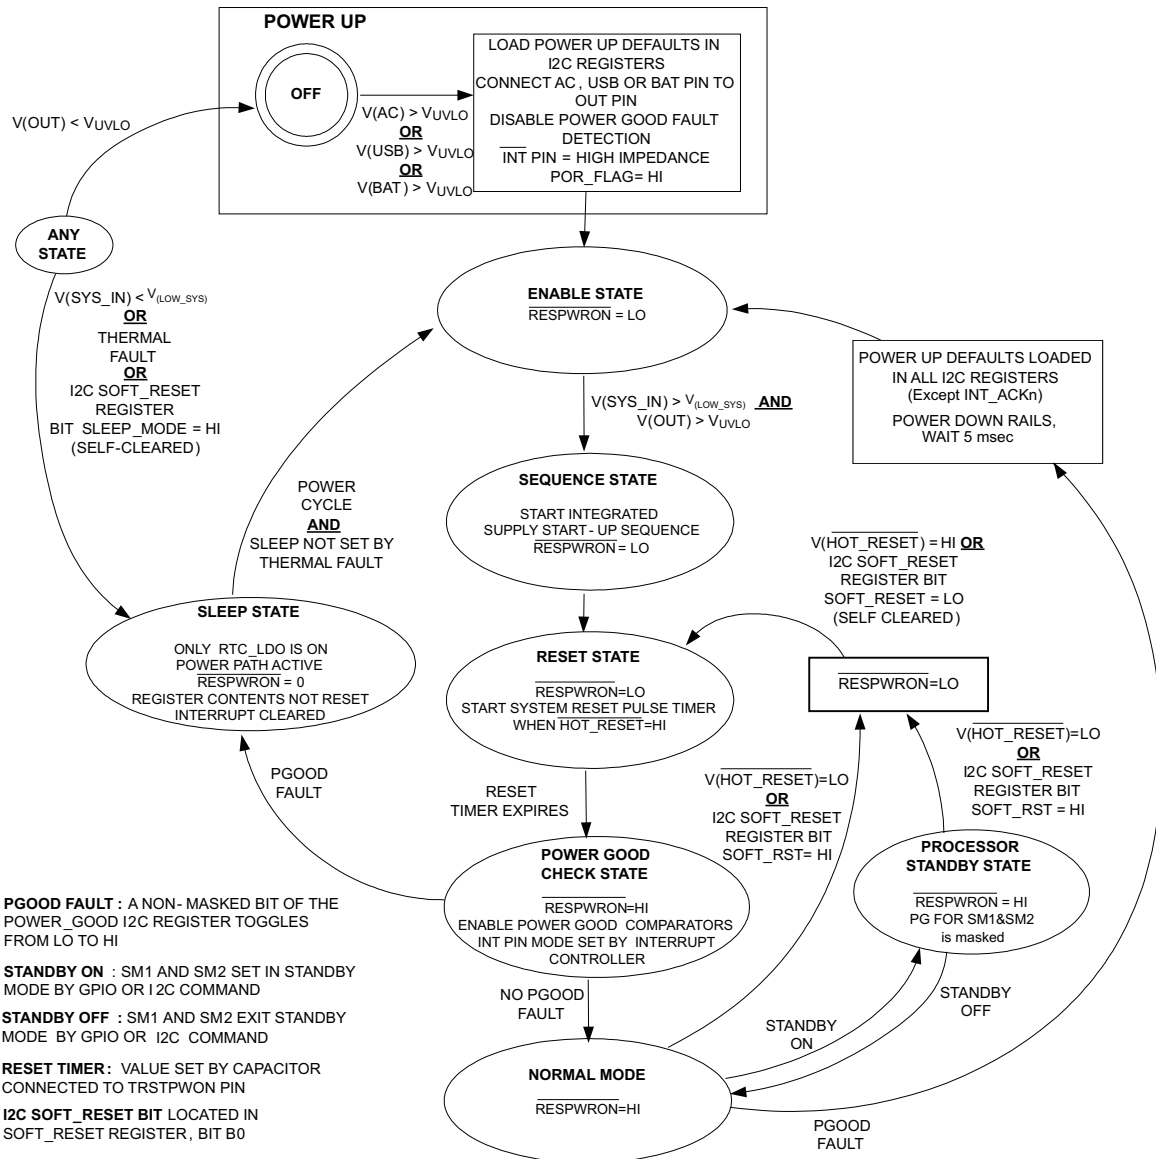 POWER UP
OFF
V(AC) > VUVLO
OR
V(USB) > VUVLO
OR
V(BAT) > VUVLO
LOAD POWER UP DEFAULTS IN
I2C REGISTERS
CONNECT AC, USB OR BAT PIN TO
OUT PIN
DISABLE POWER GOOD FAULT
DETECTION
INT PIN = HIGH IMPEDANCE
POR_FLAG= HI
V(OUT) < VUVLO
ANY
STATE
V(SYS_IN) < V(LOW_SYS)
OR
THERMAL
FAULT
OR
I2C SOFT_RESET
REGISTER
BIT SLEEP_MODE = HI
(SELF-CLEARED)
ENABLE STATE
RESPWRON = LO
V(SYS_IN) > V(LOW_SYS) AND
V(OUT) > VUVLO
POWER UP DEFAULTS LOADED
IN ALL I2C REGISTERS
(Except INT_ACKn)
POWER DOWN RAILS,
WAIT 5 msec
SEQUENCE STATE
START INTEGRATED
SUPPLY START-UP SEQUENCE
RESPWRON = LO
POWER
CYCLE
AND
SLEEP NOT SET BY
THERMAL FAULT
V(HOT_RESET) = HI OR
I2C SOFT_RESET
REGISTER BIT
SOFT_RESET = LO
(SELF CLEARED)
SLEEP STATE
ONLY RTC_LDO IS ON
POWER PATH ACTIVE
RESPWRON = 0
REGISTER CONTENTS NOT RESET
INTERRUPT CLEARED
RESET STATE
RESPWRON=LO
START SYSTEM RESET PULSE TIMER
WHEN HOT_RESET=HI
RESPWRON=LO
V(HOT_RESET)=LO
OR
I2C SOFT_RESET
REGISTER BIT
SOFT_RST = HI
PGOOD
FAULT
RESET
TIMER EXPIRES
V(HOT_RESET)=LO
OR
I2C SOFT_RESET
REGISTER BIT
SOFT_RST= HI
POWER GOOD
CHECK STATE
RESPWRON=HI
ENABLE POWER GOOD COMPARATORS
INT PIN MODE SET BY INTERRUPT
CONTROLLER
PROCESSOR
STANDBY STATE
RESPWRON = HI
PG FOR SM1&SM2
is masked
NO PGOOD
FAULT
STANDBY
ON
STANDBY
OFF
NORMAL MODE
RESPWRON=HI
PGOOD
FAULT
PGOOD FAULT : A NON- MASKED BIT OF THE
POWER_GOOD I2C REGISTER TOGGLES
FROM LO TO HI
STANDBY ON : SM1 AND SM2 SET IN STANDBY
MODE BY GPIO OR I2C COMMAND
STANDBY OFF : SM1 AND SM2 EXIT STANDBY
MODE BY GPIO OR I2C COMMAND
RESET TIMER: VALUE SET BY CAPACITOR
CONNECTED TO TRSTPWON PIN
I2C SOFT_RESET BIT LOCATED IN
SOFT_RESET REGISTER, BIT B0